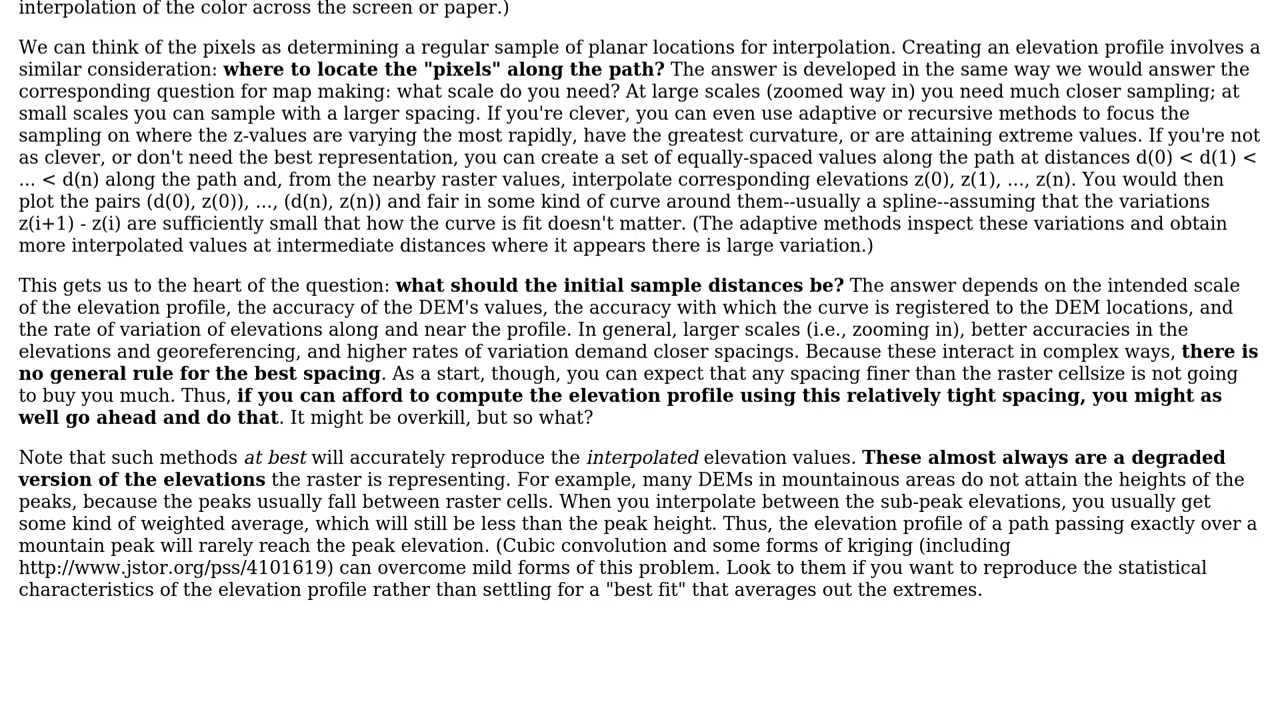 interpolation of the color across the screen or paper.)
We can think of the pixels as determining a regular sample of planar locations for interpolation. Creating an elevation profile involves a
similar consideration: where to locate the "pixels" along the path? The answer is developed in the same way we would answer the
corresponding question for map making: what scale do you need? At large scales (zoomed way in) you need much closer sampling; at
small scales you can sample with a larger spacing. If you're clever, you can even use adaptive or recursive methods to focus the
sampling on where the z-values are varying the most rapidly, have the greatest curvature, or are attaining extreme values. If you're not
as clever, or don't need the best representation, you can create a set of equally-spaced values along the path at distances d(0) < d(1) <
... < d(n) along the path and, from the nearby raster values, interpolate corresponding elevations z(0), z(1), ..., z(n). You would then
plot the pairs (d(0), z(0)), ..., (d(n), z(n)) and fair in some kind of curve around them--usually a spline--assuming that the variations
z(i+1) - z(i) are sufficiently small that how the curve is fit doesn't matter. (The adaptive methods inspect these variations and obtain
more interpolated values at intermediate distances where it appears there is large variation.)
This gets us to the heart of the question: what should the initial sample distances be? The answer depends on the intended scale
of the elevation profile, the accuracy of the DEM's values, the accuracy with which the curve is registered to the DEM locations, and
the rate of variation of elevations along and near the profile. In general, larger scales (i.e., zooming in), better accuracies in the
elevations and georeferencing, and higher rates of variation demand closer spacings. Because these interact in complex ways, there is
no general rule for the best spacing. As a start, though, you can expect that any spacing finer than the raster cellsize is not going
to buy you much. Thus, if you can afford to compute the elevation profile using this relatively tight spacing, you might as
well go ahead and do that. It might be overkill, but so what?
Note that such methods at best will accurately reproduce the interpolated elevation values. These almost always are a degraded
version of the elevations the raster is representing. For example, many DEMs in mountainous areas do not attain the heights of the
peaks, because the peaks usually fall between raster cells. When you interpolate between the sub-peak elevations, you usually get
some kind of weighted average, which will still be less than the peak height. Thus, the elevation profile of a path passing exactly over a
mountain peak will rarely reach the peak elevation. (Cubic convolution and some forms of kriging (including
http://www.jstor.org/pss/4101619) can overcome mild forms of this problem. Look to them if you want to reproduce the statistical
characteristics of the elevation profile rather than settling for a "best fit" that averages out the extremes.